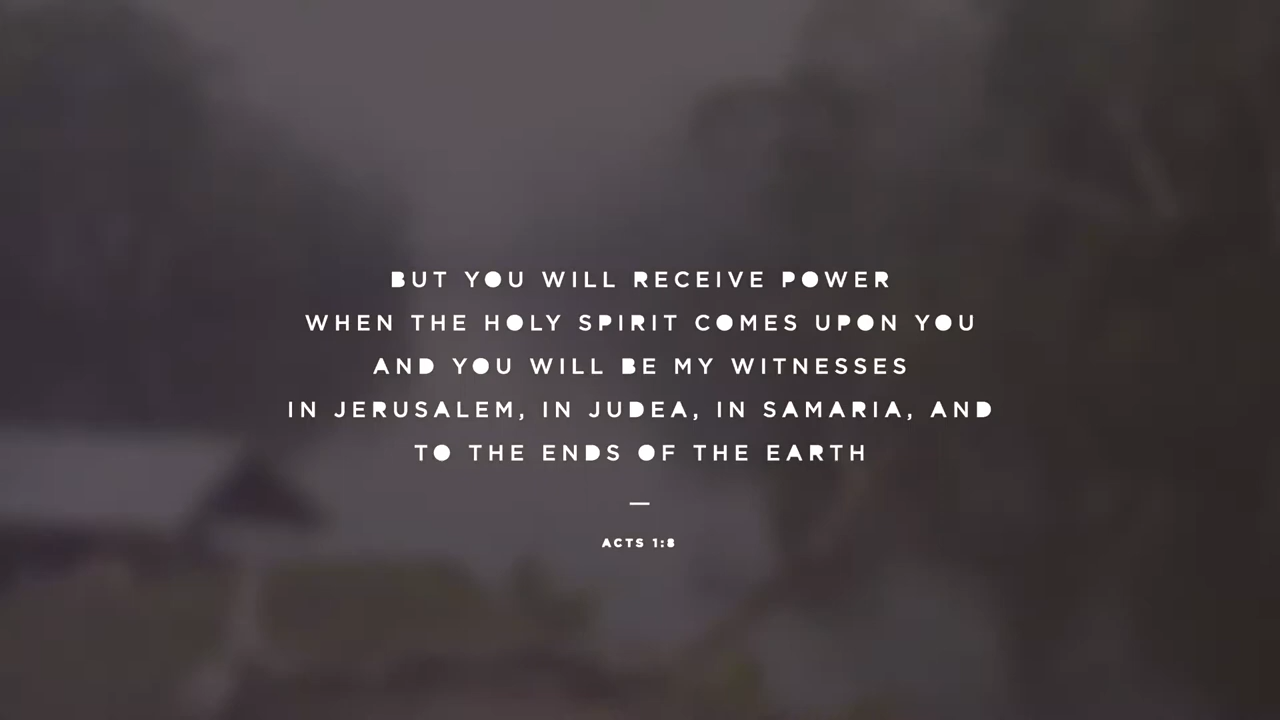 BUT YOU WILL RECEIVE POWER
WHEN THE HOLY SPIRIT COMES UPON YOU
AND YOU WILL BE MY WITNESSES
IN JERUSALEM, IN JUDEA, IN SAMARIA, AND
TO THE ENDS OF THE EARTH
—
ACTS 1:8